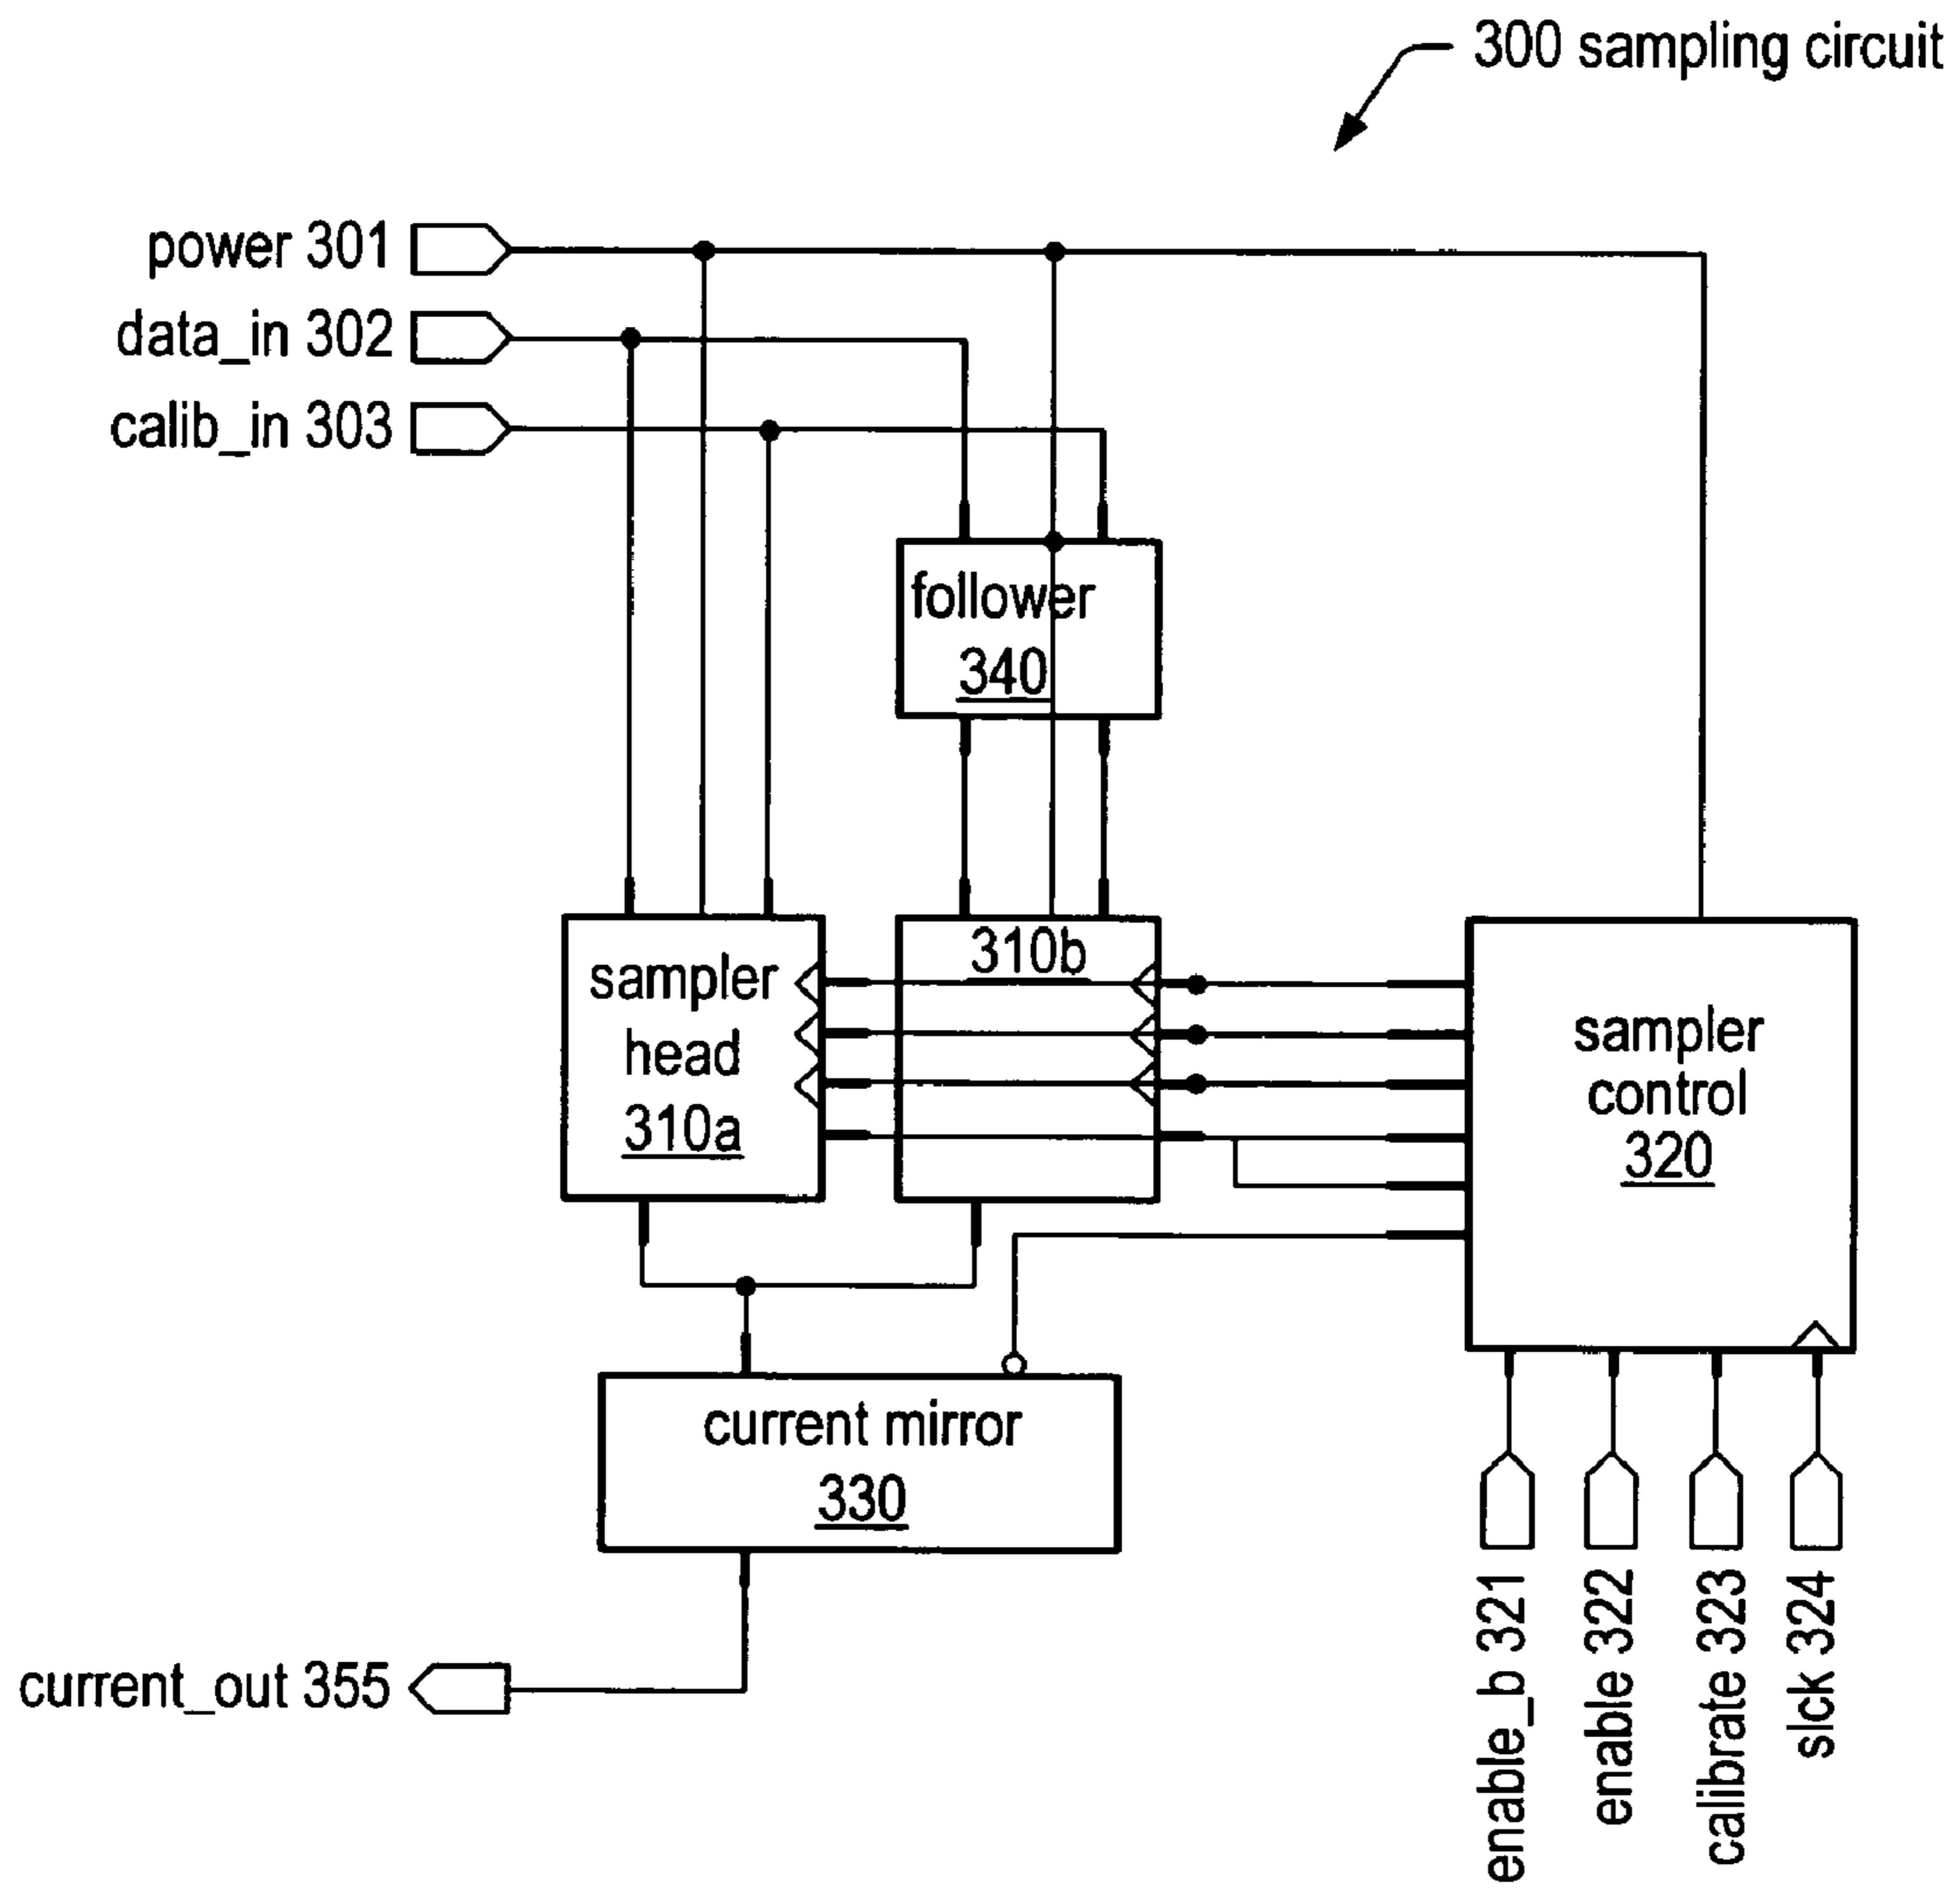 300 sampling circuit
power 301
data_in 302
calib_in 303
follower
340
sampler
head
310a
310b
sampler
control
320
current mirror
330
current_out 355
enable_b 321
enable 322
calibrate 323
slck 324